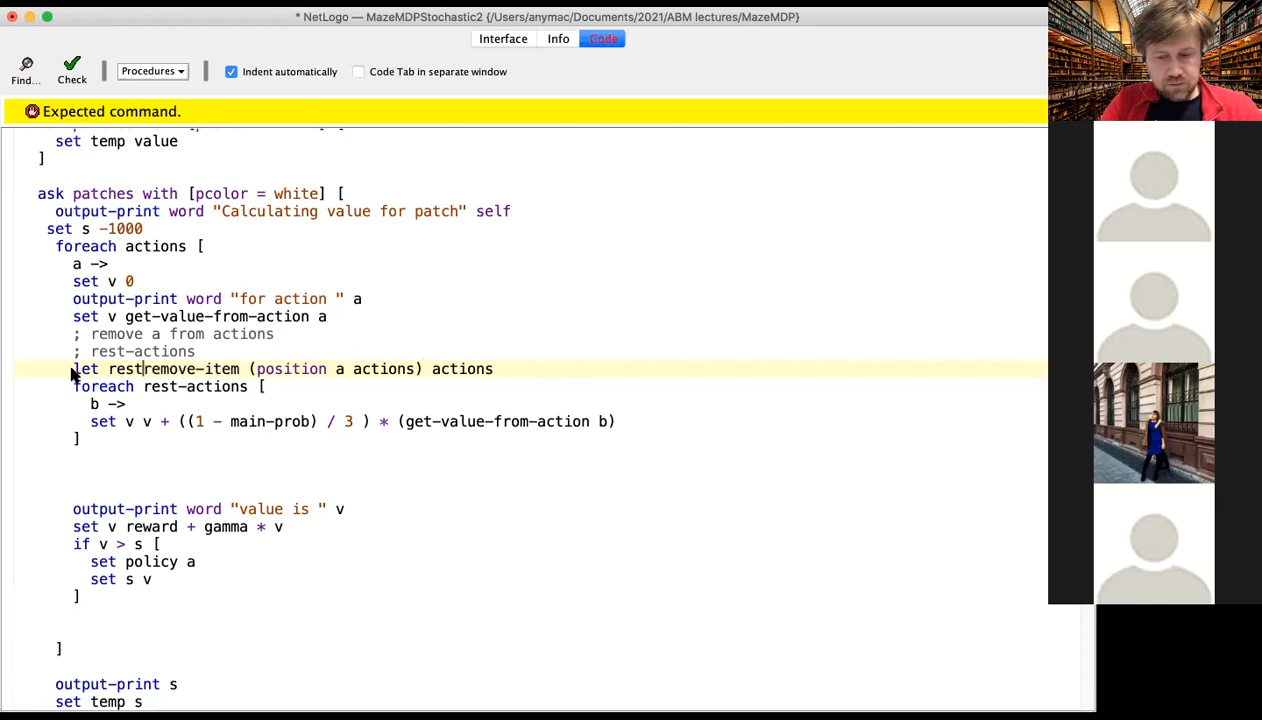 * NetLogo — MazeMDPStochastic2 {/Users/anymac/Documents/2021/ABM lectures/MazeMDP}
Interface Info Code
Find... Check Procedures Indent automatically Code Tab in separate window
Expected command.
set temp value
]
ask patches with [pcolor = white] [
output-print word "Calculating value for patch" self
set s -1000
foreach actions [
a ->
set v 0
output-print word "for action " a
set v get-value-from-action a
; remove a from actions
; rest-actions
let restremove-item (position a actions) actions
foreach rest-actions [
b ->
set v v + ((1 - main-prob) / 3 ) * (get-value-from-action b)
]
output-print word "value is " v
set v reward + gamma * v
if v > s [
set policy a
set s v
]
]
output-print s
set temp s